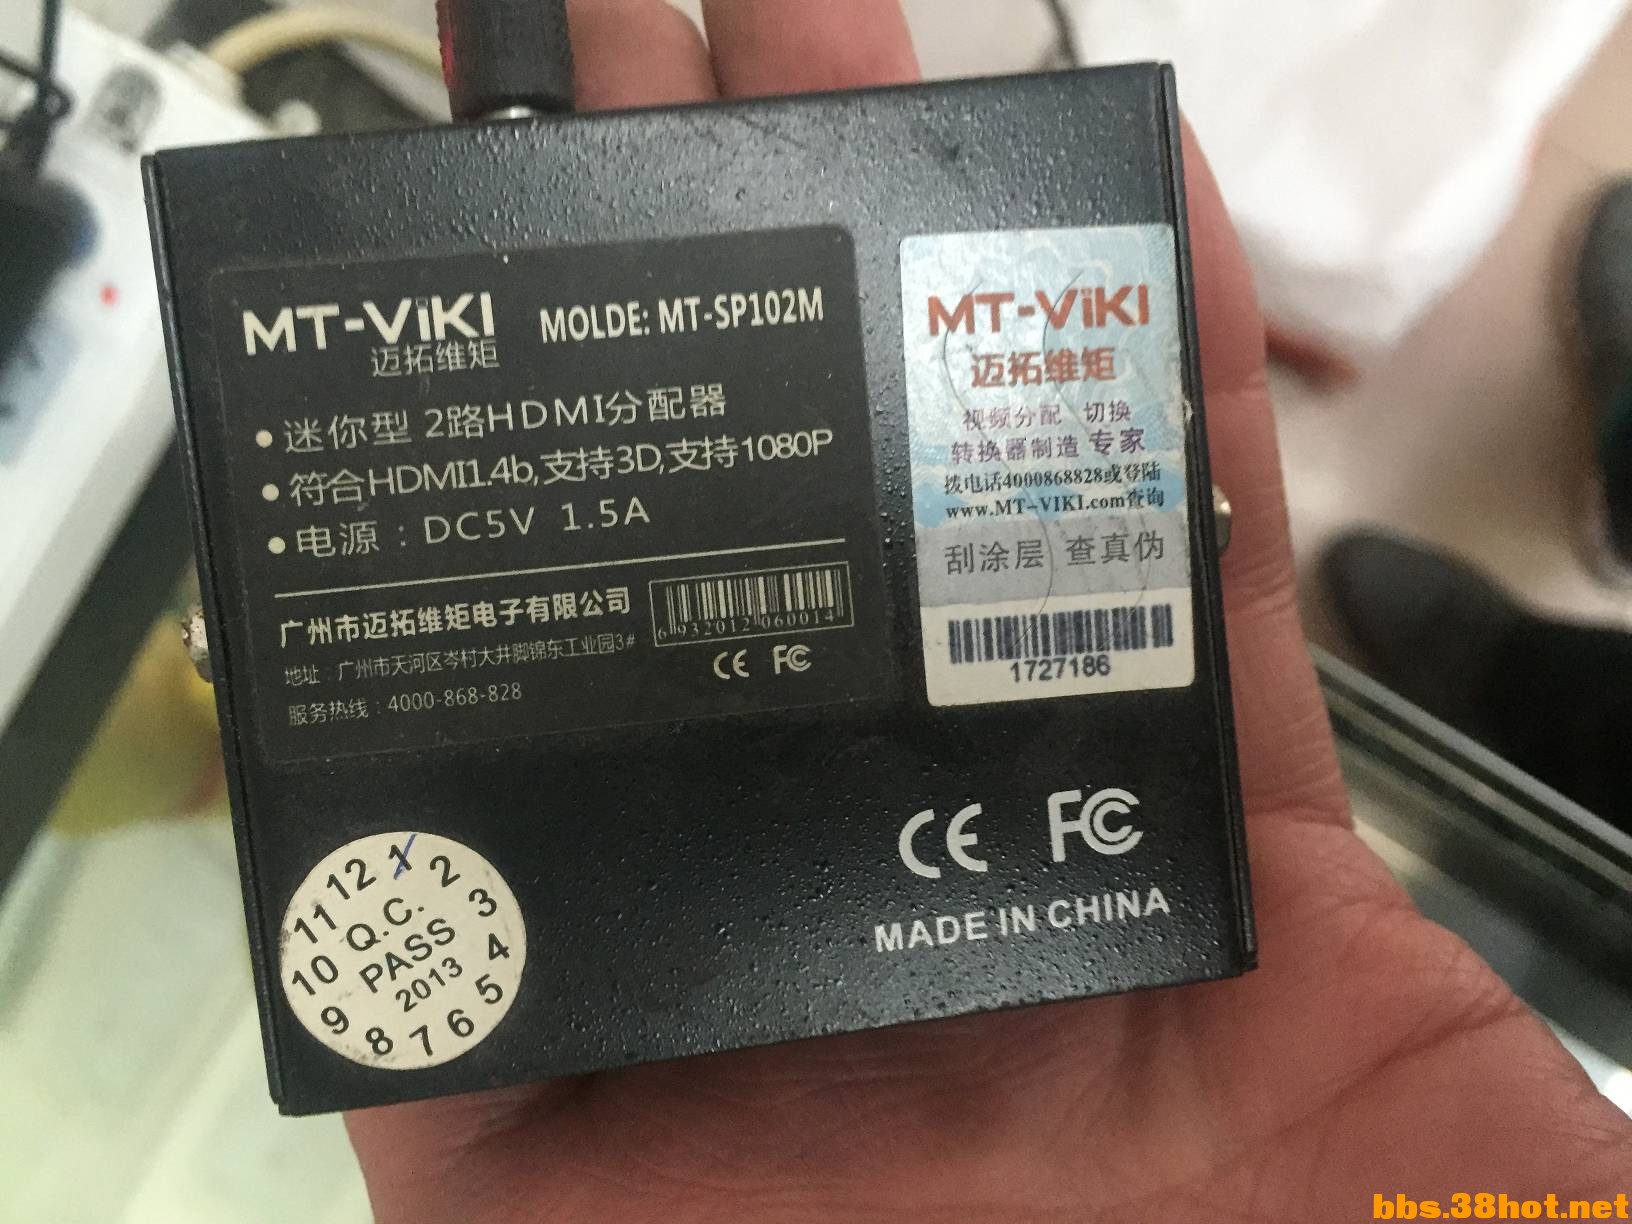 MT-ViKI
迈拓维矩
MOLDE: MT-SP102M
• 迷你型 2路HDMI分配器
• 符合HDMI1.4b,支持3D,支持1080P
• 电源：DC5V 1.5A
广州市迈拓维矩电子有限公司
地址：广州市天河区岑村大井脚锦东工业园3#
服务热线：4000-868-828
6 932012 060014
CE FC
MT-ViKI
迈拓维矩
视频分配 切换
转换器制造 专家
拨电话4000868828或登陆
www.MT-VIKI.com查询
刮涂层 查真伪
1727186
CE FC
MADE IN CHINA
12 1 2 3 4 5 6 7 8 9 10 11
Q.C.
PASS
2013
bbs.38hot.net